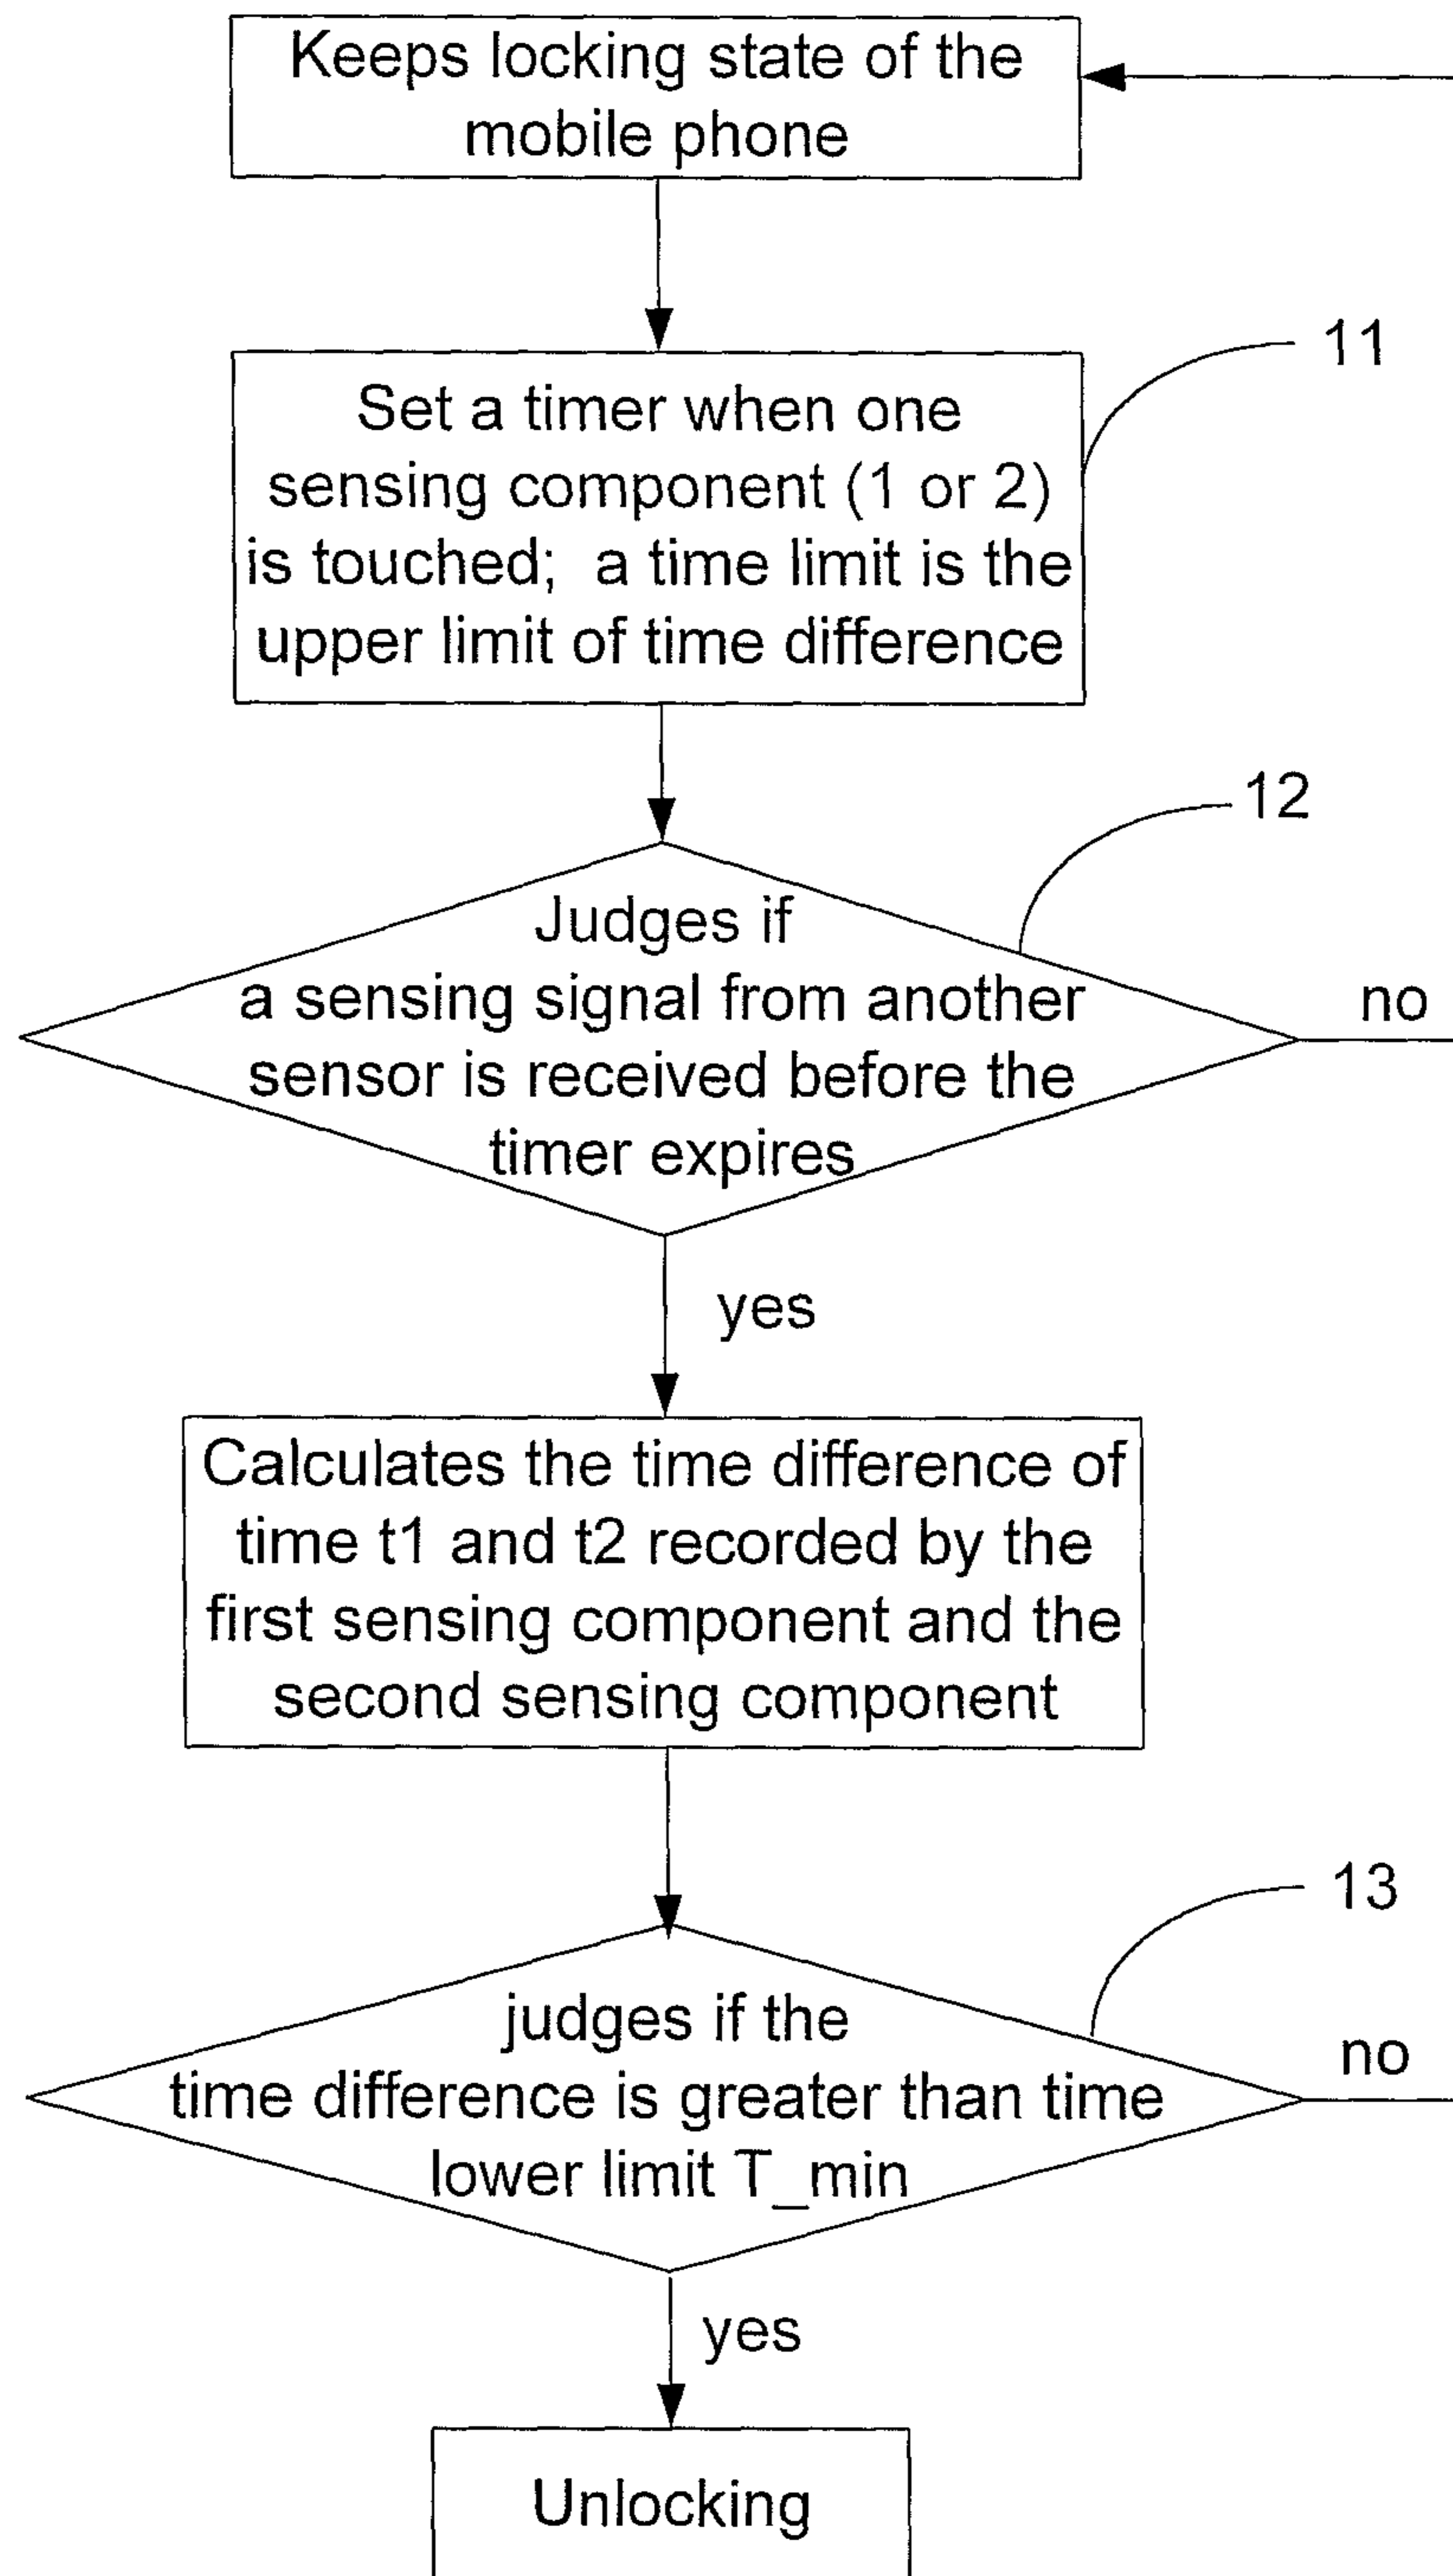 Keeps locking state of the
mobile phone
11
Set a timer when one
sensing component (1 or 2)
is touched; a time limit is the
upper limit of time difference
12
Judges if
a sensing signal from another
sensor is received before the
timer expires
no
yes
Calculates the time difference of
time t1 and t2 recorded by the
first sensing component and the
second sensing component
13
judges if the
time difference is greater than time
lower limit T_min
no
yes
Unlocking